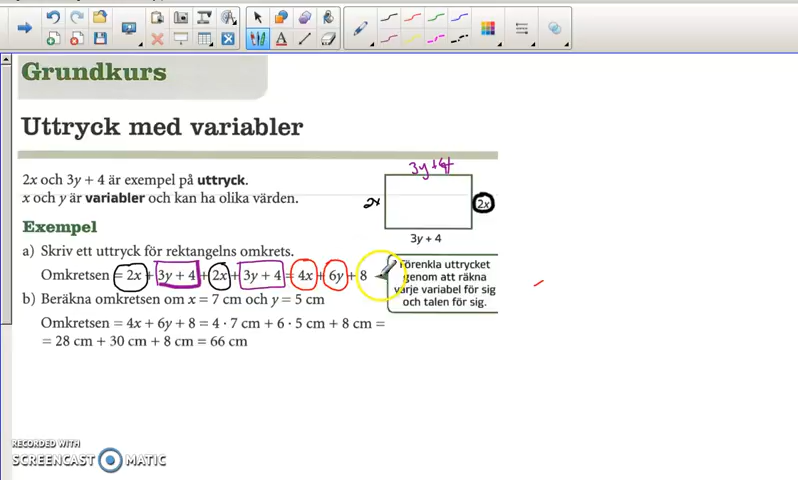 Grundkurs
Uttryck med variabler
2x och 3y + 4 är exempel på uttryck.
x och y är variabler och kan ha olika värden.
3y+4
2x
2x
3y + 4
Exempel
a) Skriv ett uttryck för rektangelns omkrets.
Omkretsen = 2x + 3y + 4 + 2x + 3y + 4 = 4x + 6y + 8
Förenkla uttrycket
genom att räkna
varje variabel för sig
och talen för sig.
b) Beräkna omkretsen om x = 7 cm och y = 5 cm
Omkretsen = 4x + 6y + 8 = 4 · 7 cm + 6 · 5 cm + 8 cm =
= 28 cm + 30 cm + 8 cm = 66 cm
RECORDED WITH
SCREENCAST MATIC